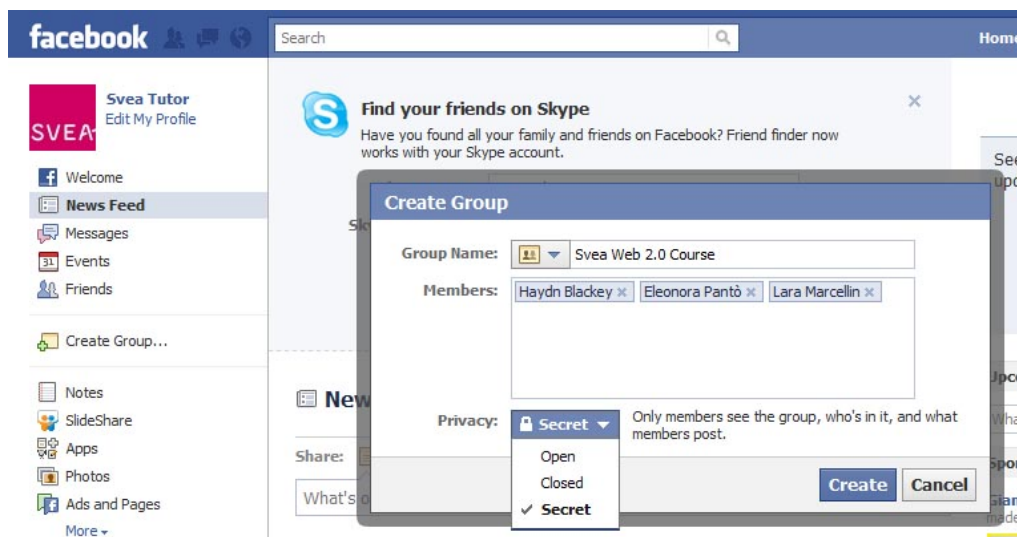 facebook
Search
Home
SVEA
Svea Tutor
Edit My Profile
Welcome
News Feed
Messages
31 Events
Friends
Create Group...
Notes
SlideShare
Apps
Photos
Ads and Pages
More
Find your friends on Skype
Have you found all your family and friends on Facebook? Friend finder now
works with your Skype account.
Create Group
Group Name: Svea Web 2.0 Course
Members: Haydn Blackey × Eleonora Pantò × Lara Marcellin ×
Privacy: Secret
Only members see the group, who's in it, and what
members post.
Open
Closed
✓ Secret
Create Cancel
Share:
What's